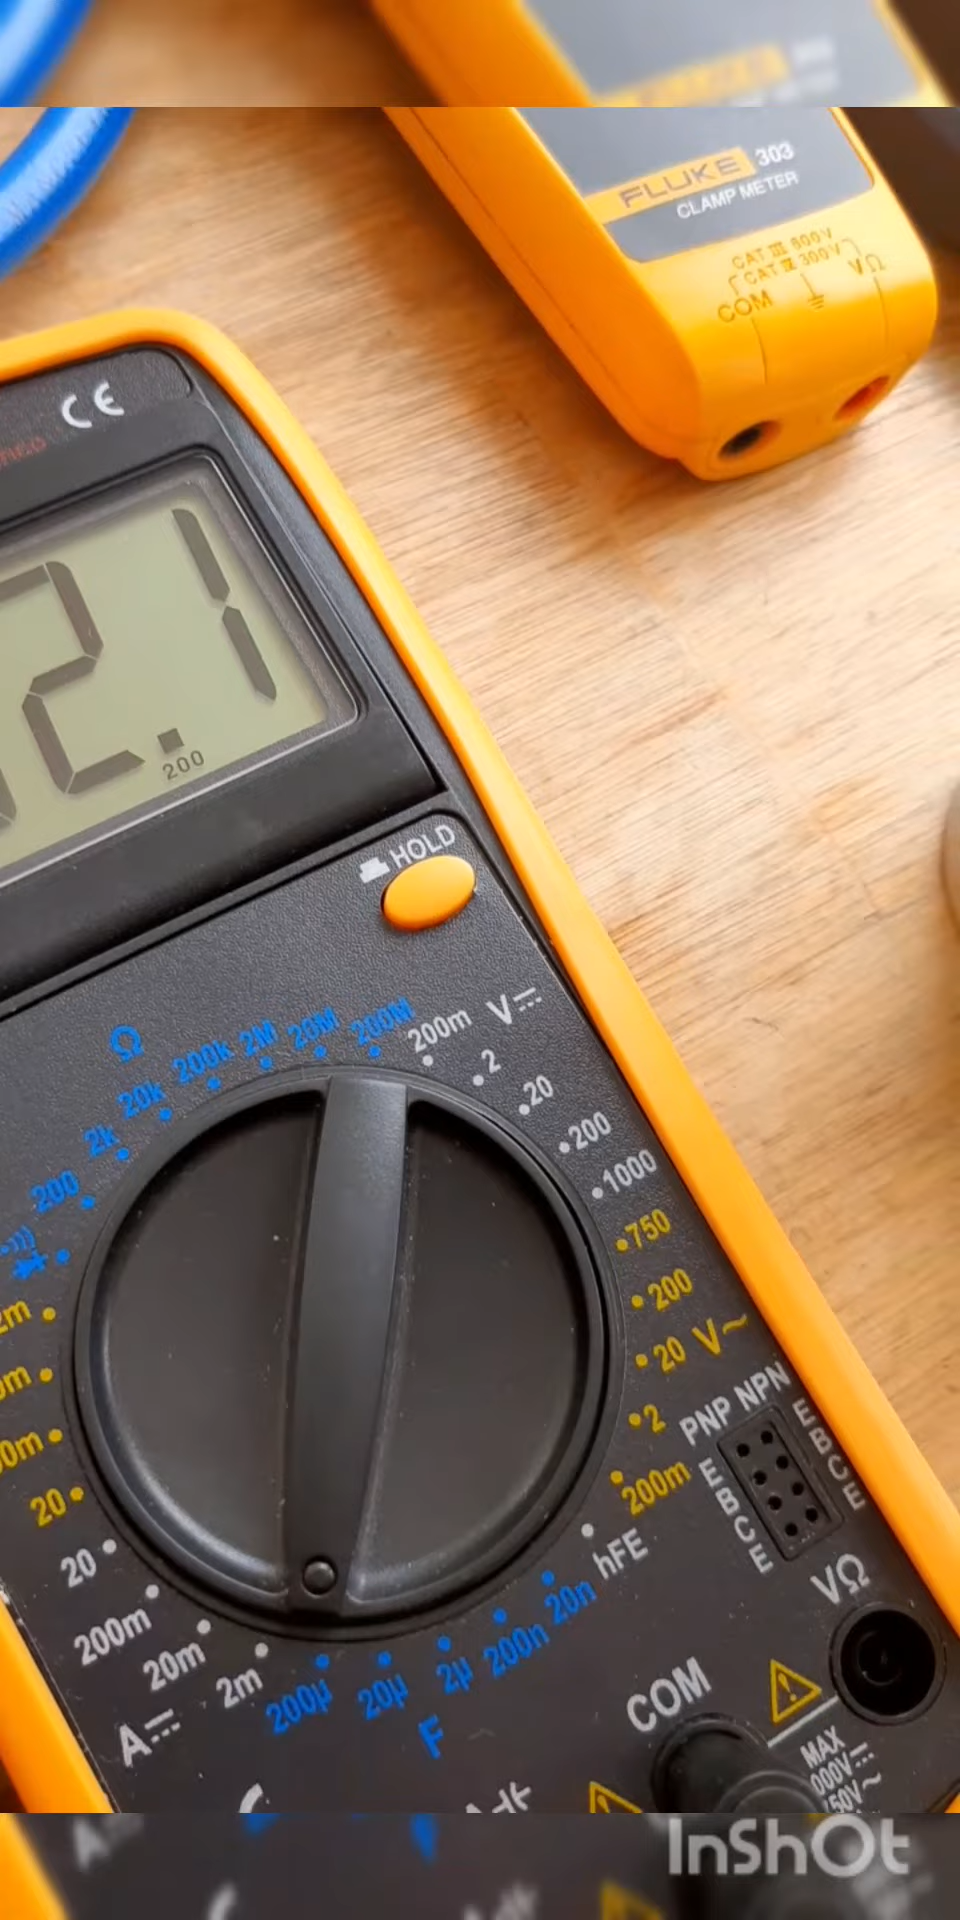 FLUKE 303
CLAMP METER
CAT III 600V
CAT II 300V
COM
VΩ
CE
2.1
200
HOLD
Ω
200
2k
20k
200k
2M
20M
200M
200m
V
2
20
200
1000
750
200
20 V~
2
200m
hFE
PNP NPN
E
B
C
E
E
B
C
E
20
20
200m
20m
2m
A
200µ
20µ
2µ
200n
20n
F
VΩ
COM
MAX
InShOt